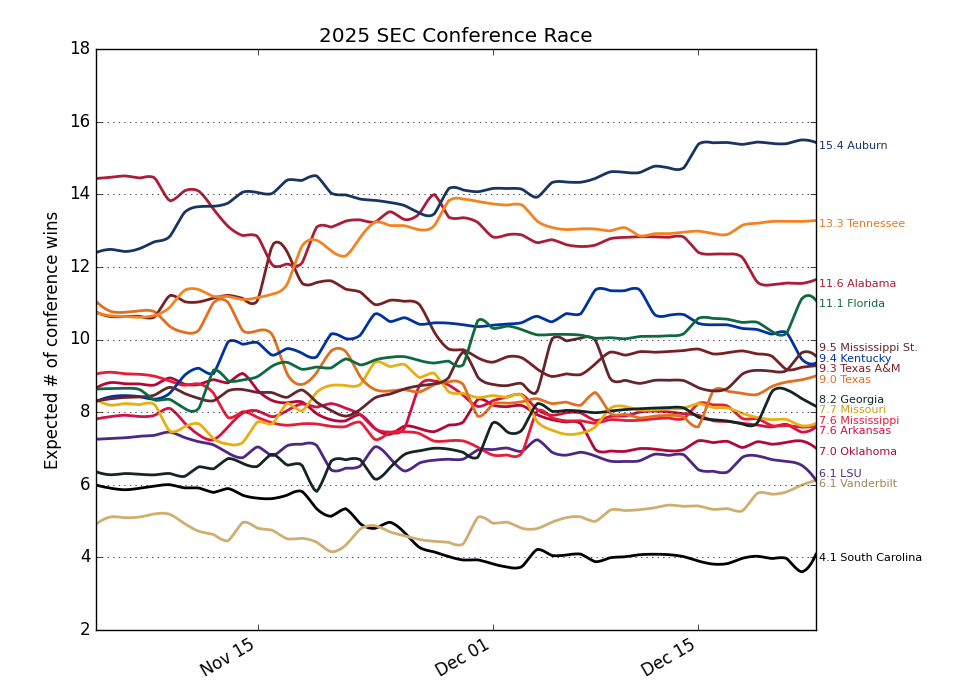 2025 SEC Conference Race
Expected # of conference wins
18
16
14
12
10
8
6
4
2
Nov 15
Dec 01
Dec 15
15.4 Auburn
13.3 Tennessee
11.6 Alabama
11.1 Florida
9.5 Mississippi St.
9.4 Kentucky
9.3 Texas A&M
9.0 Texas
8.2 Georgia
7.7 Missouri
7.6 Mississippi
7.6 Arkansas
7.0 Oklahoma
6.1 LSU
6.1 Vanderbilt
4.1 South Carolina